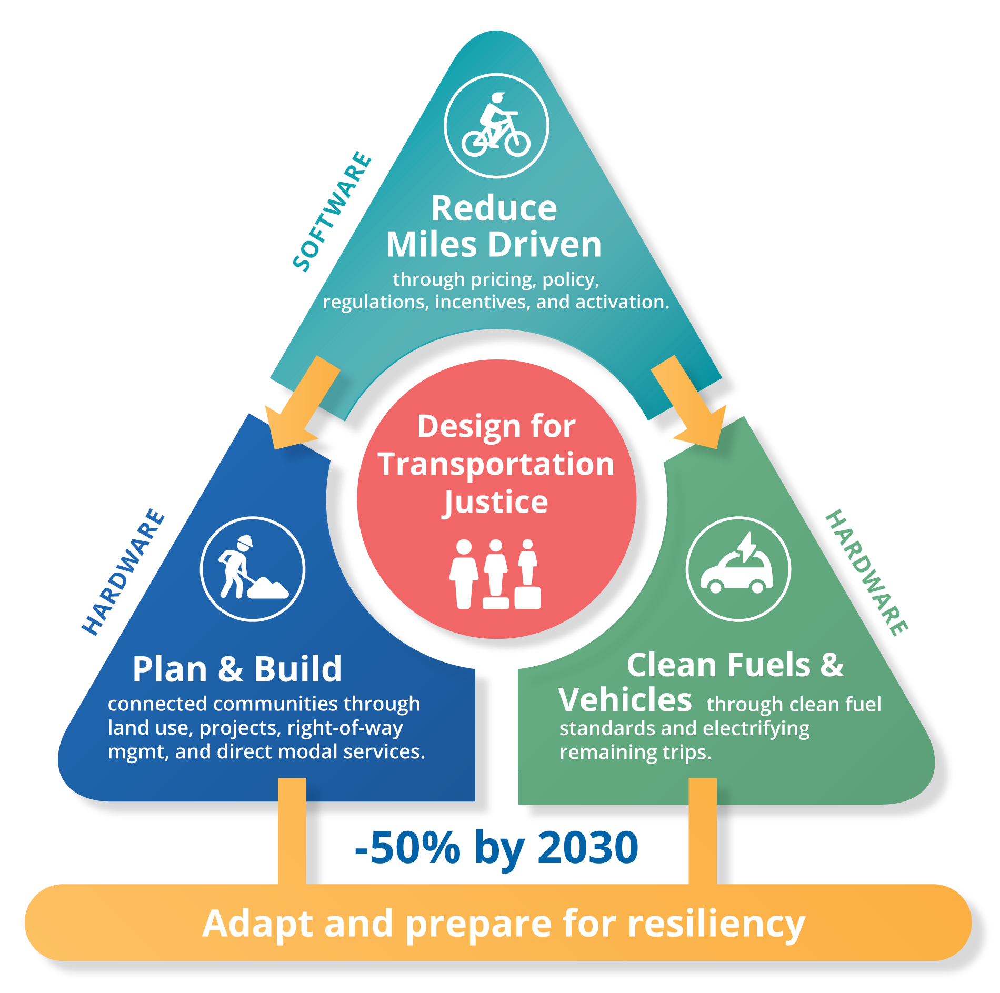 SOFTWARE
Reduce
Miles Driven
through pricing, policy,
regulations, incentives, and activation.
Design for
Transportation
Justice
HARDWARE
Plan & Build
connected communities through
land use, projects, right-of-way
mgmt, and direct modal services.
HARDWARE
Clean Fuels &
Vehicles through clean fuel
standards and electrifying
remaining trips.
-50% by 2030
Adapt and prepare for resiliency